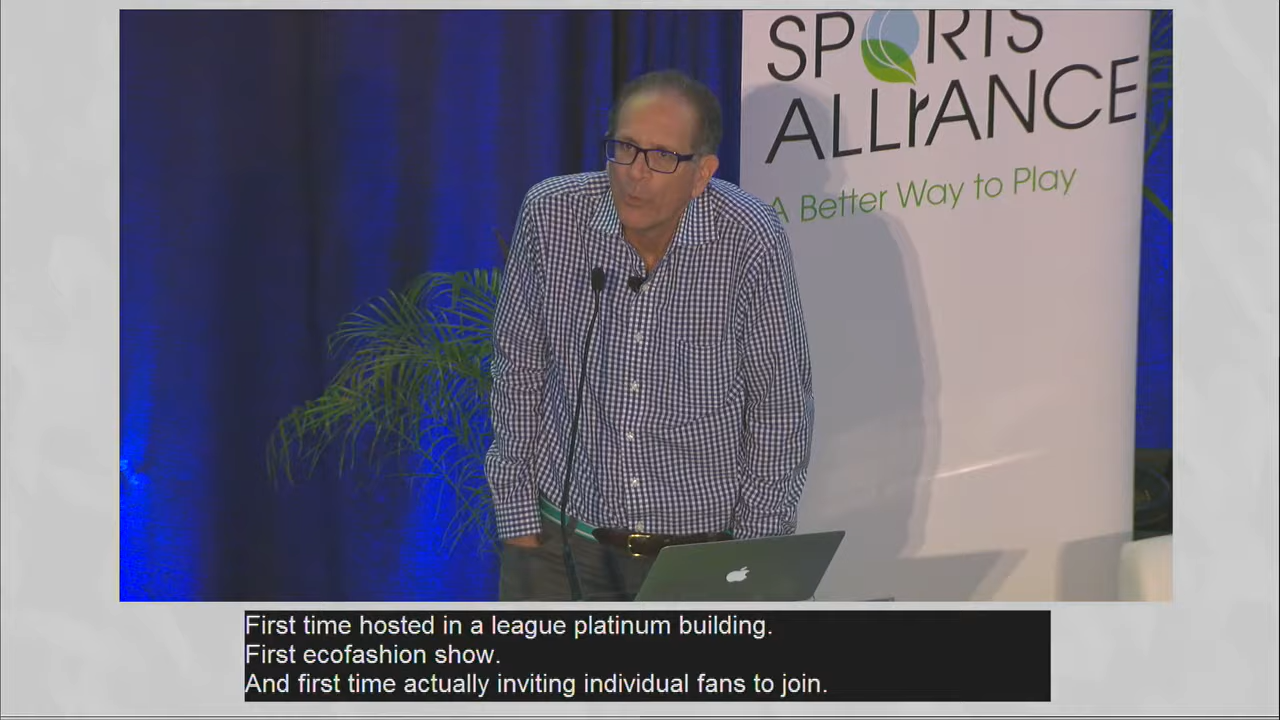 SPORTS
ALLIANCE
A Better Way to Play
First time hosted in a league platinum building.
First ecofashion show.
And first time actually inviting individual fans to join.